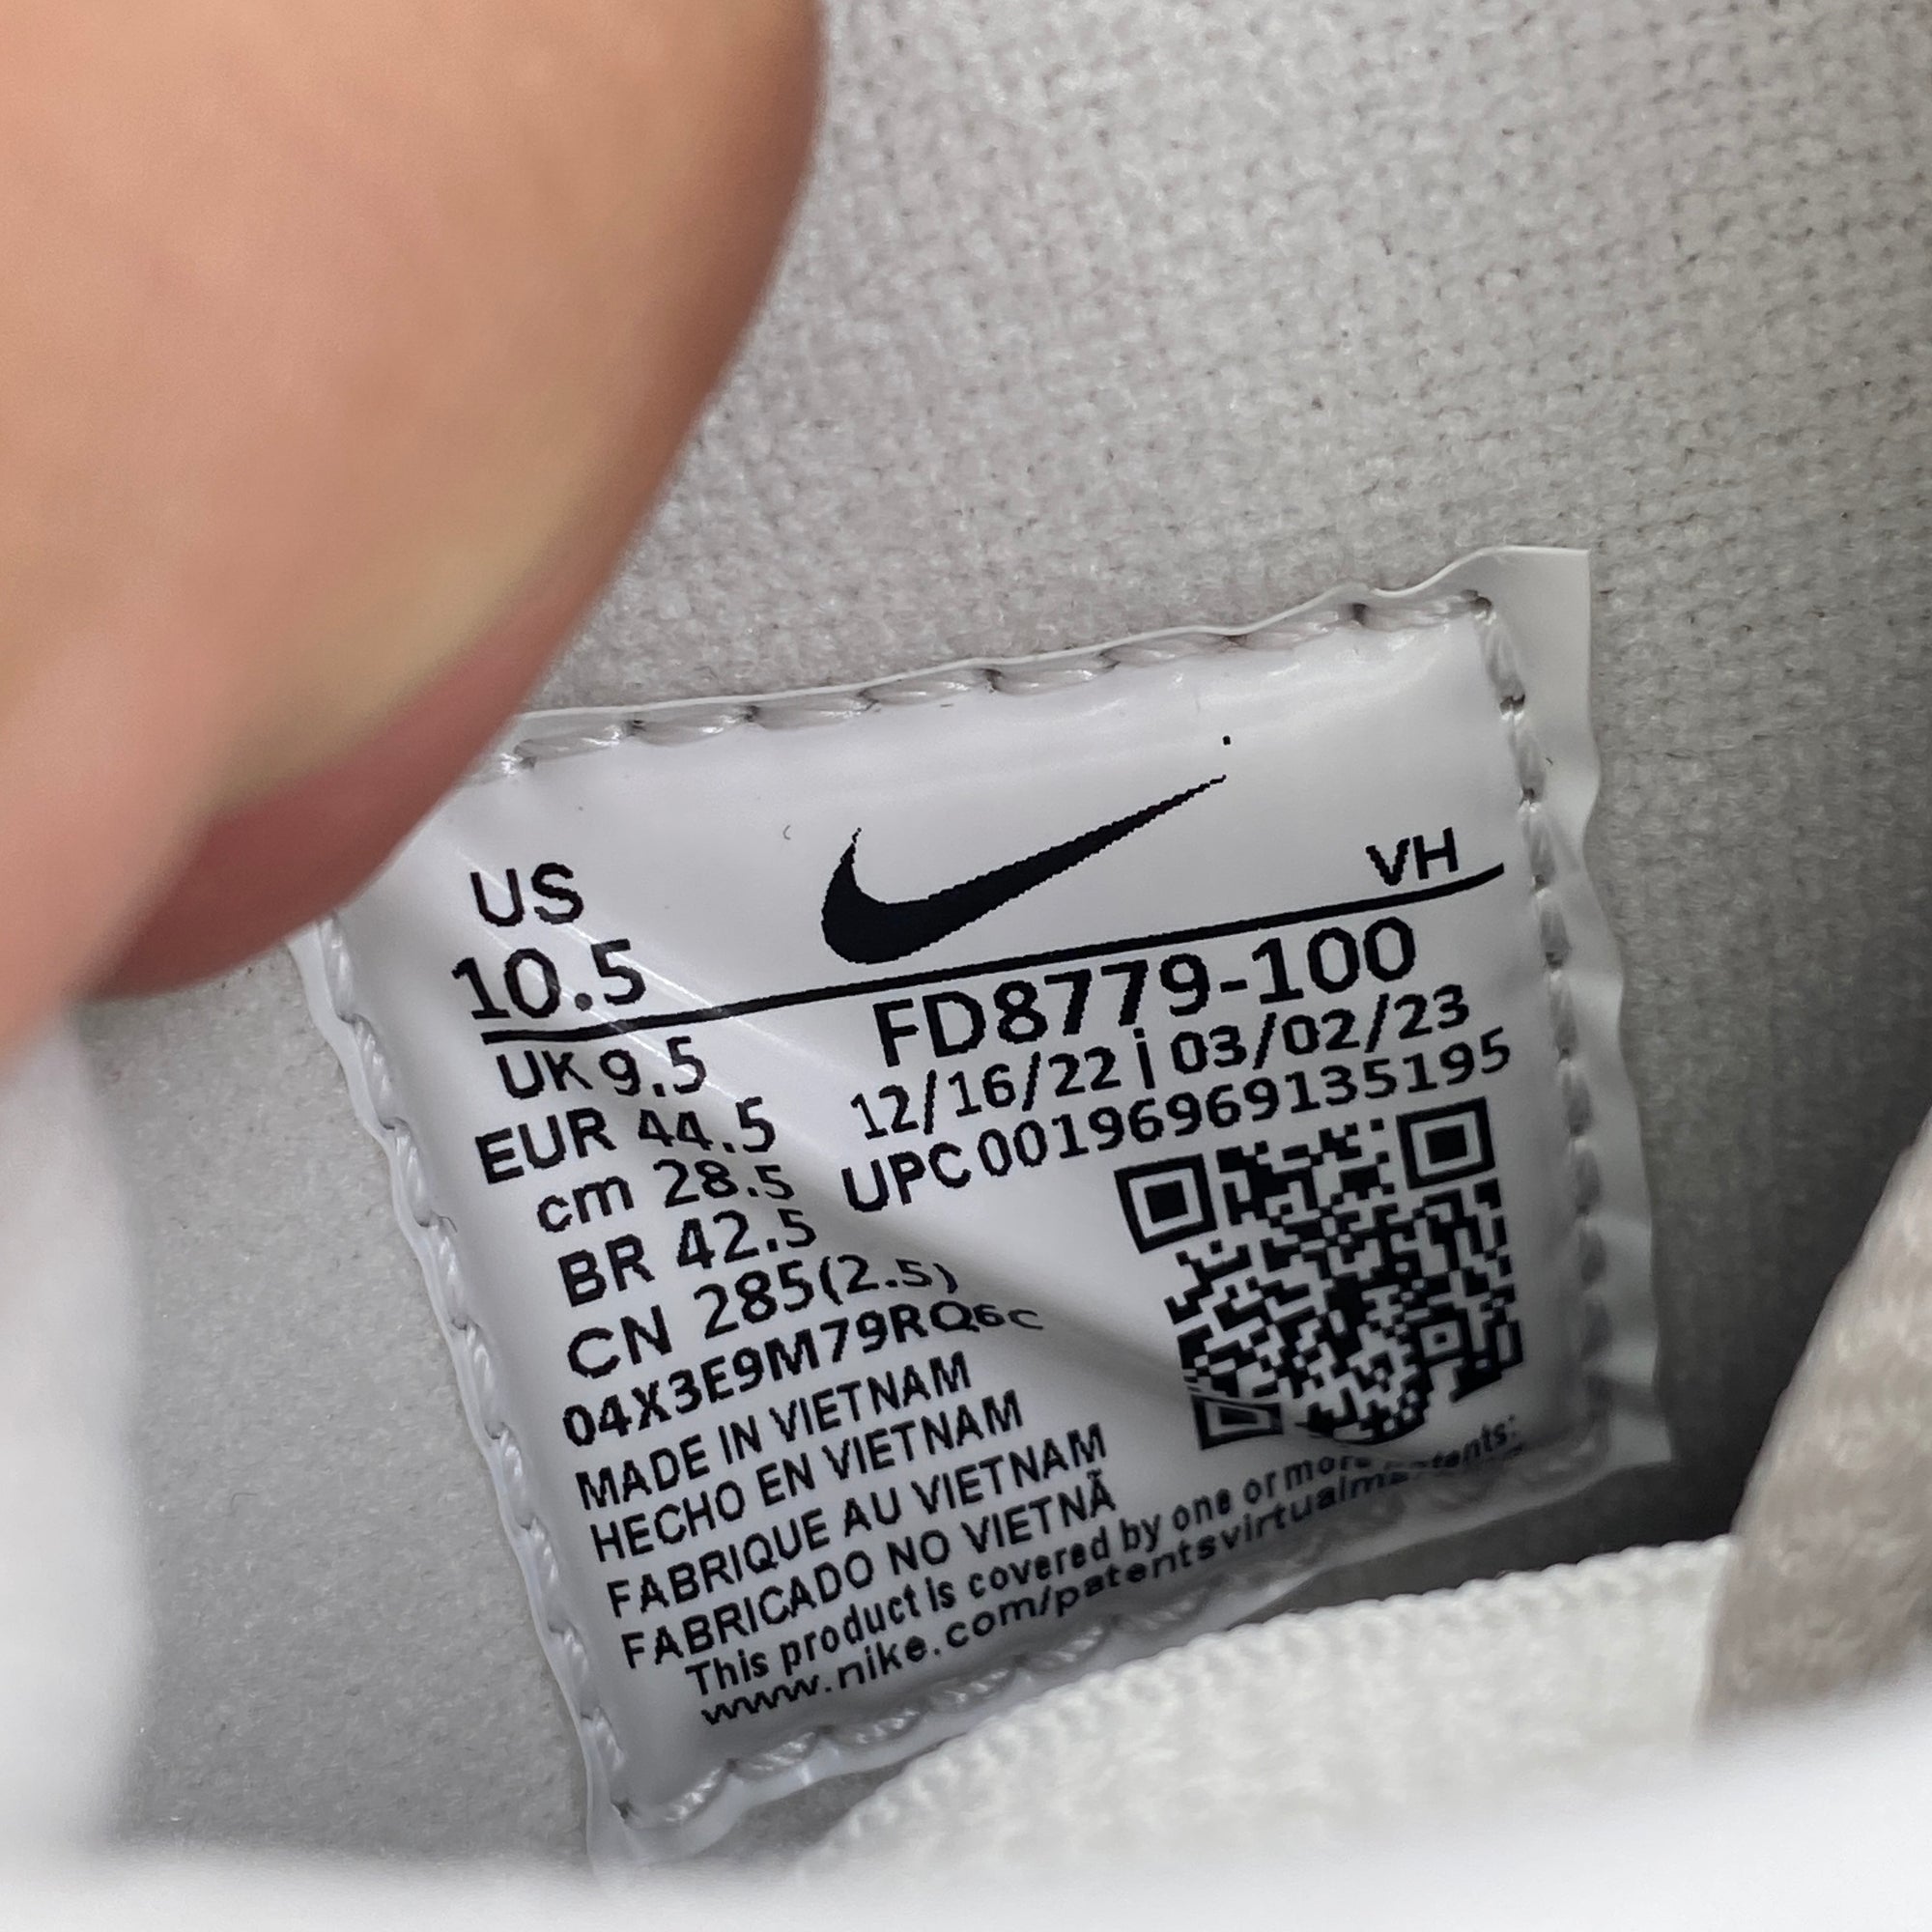 US
10.5
VH
UK 9.5
EUR 44.5
cm 28.5
BR 42.5
CN 285(2.5)
FD8779-100
12/16/22 | 03/02/23
UPC 00196969135195
04X3E9M79RQ6C
MADE IN VIETNAM
HECHO EN VIETNAM
FABRIQUE AU VIETNAM
FABRICADO NO VIETNÃ
This product is covered by one or more patents:
www.nike.com/patentsvirtualma